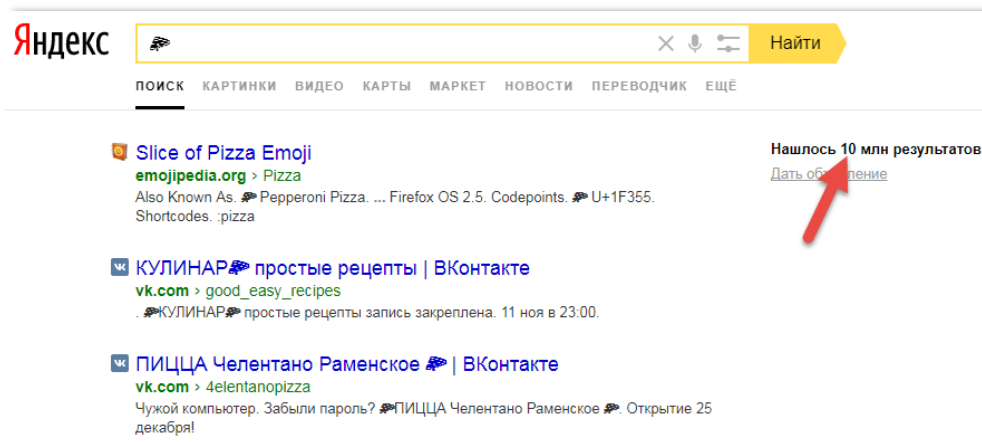 Яндекс 🍕 Найти
ПОИСК КАРТИНКИ ВИДЕО КАРТЫ МАРКЕТ НОВОСТИ ПЕРЕВОДЧИК ЕЩЁ
Slice of Pizza Emoji
emojipedia.org › Pizza
Also Known As. 🍕 Pepperoni Pizza. ... Firefox OS 2.5. Codepoints. 🍕 U+1F355.
Shortcodes. :pizza
Нашлось 10 млн результатов
Дать объявление
КУЛИНАР🍕 простые рецепты | ВКонтакте
vk.com › good_easy_recipes
. 🍕КУЛИНАР🍕 простые рецепты запись закреплена. 11 ноя в 23:00.
ПИЦЦА Челентано Раменское 🍕 | ВКонтакте
vk.com › 4elentanopizza
Чужой компьютер. Забыли пароль? 🍕ПИЦЦА Челентано Раменское 🍕. Открытие 25
декабря!